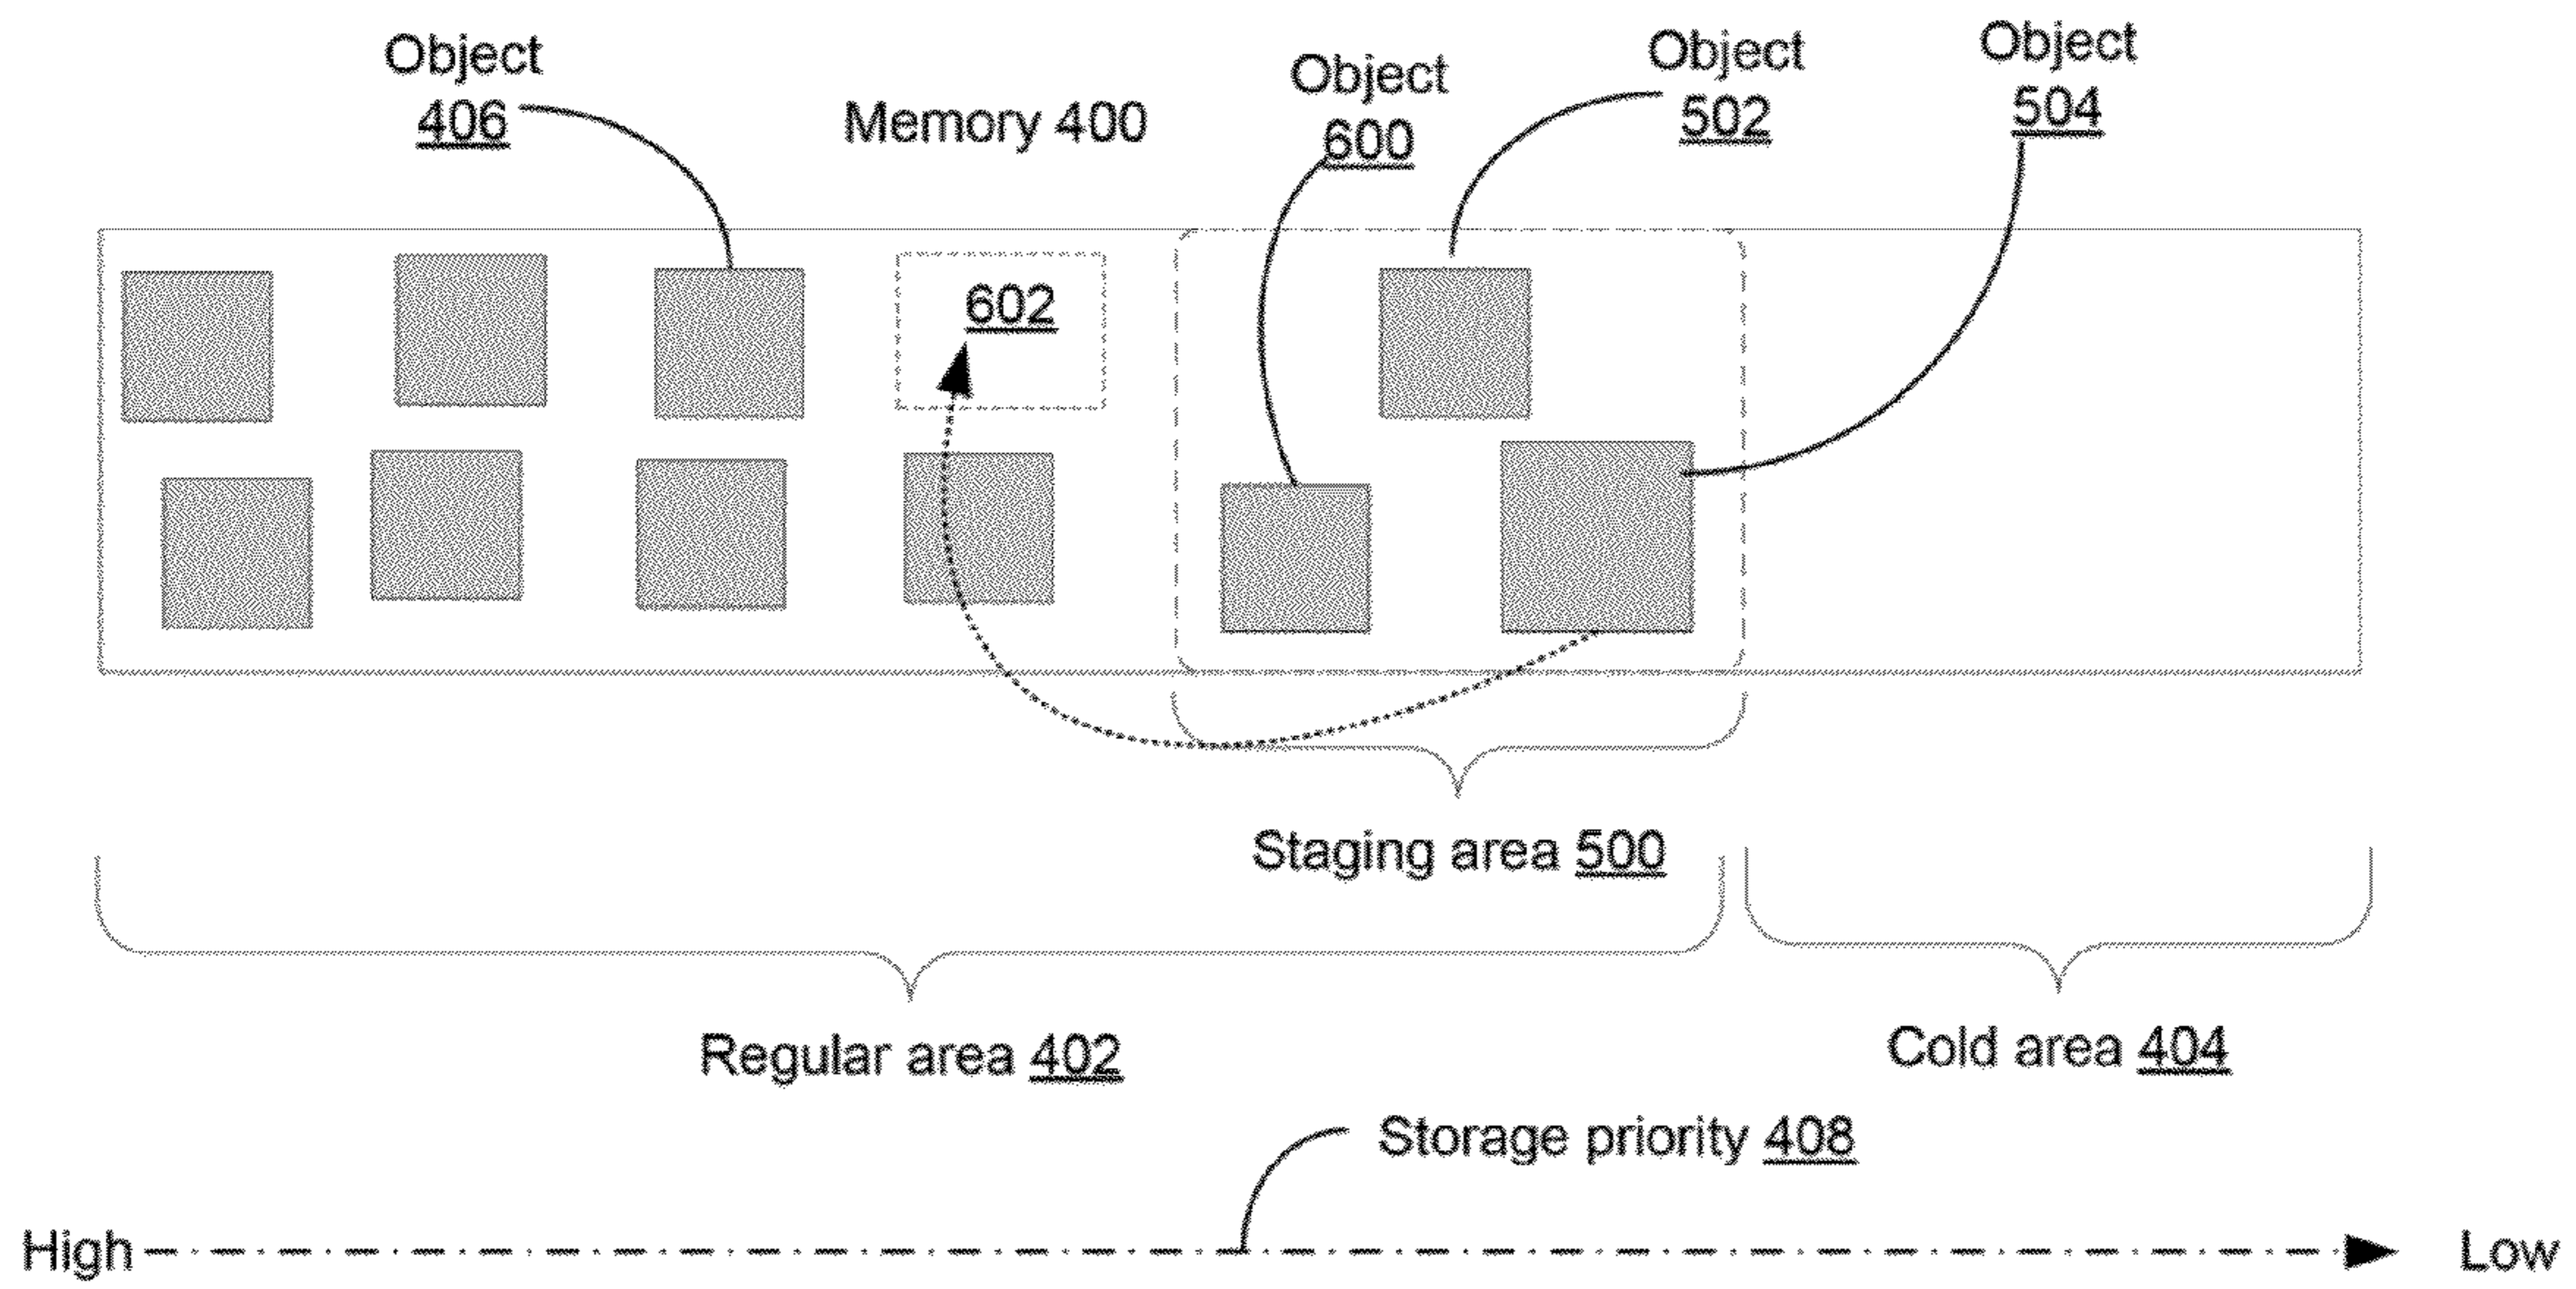 Object
406
Memory 400
Object
600
Object
502
Object
504
602
Staging area 500
Regular area 402
Cold area 404
Storage priority 408
High
Low